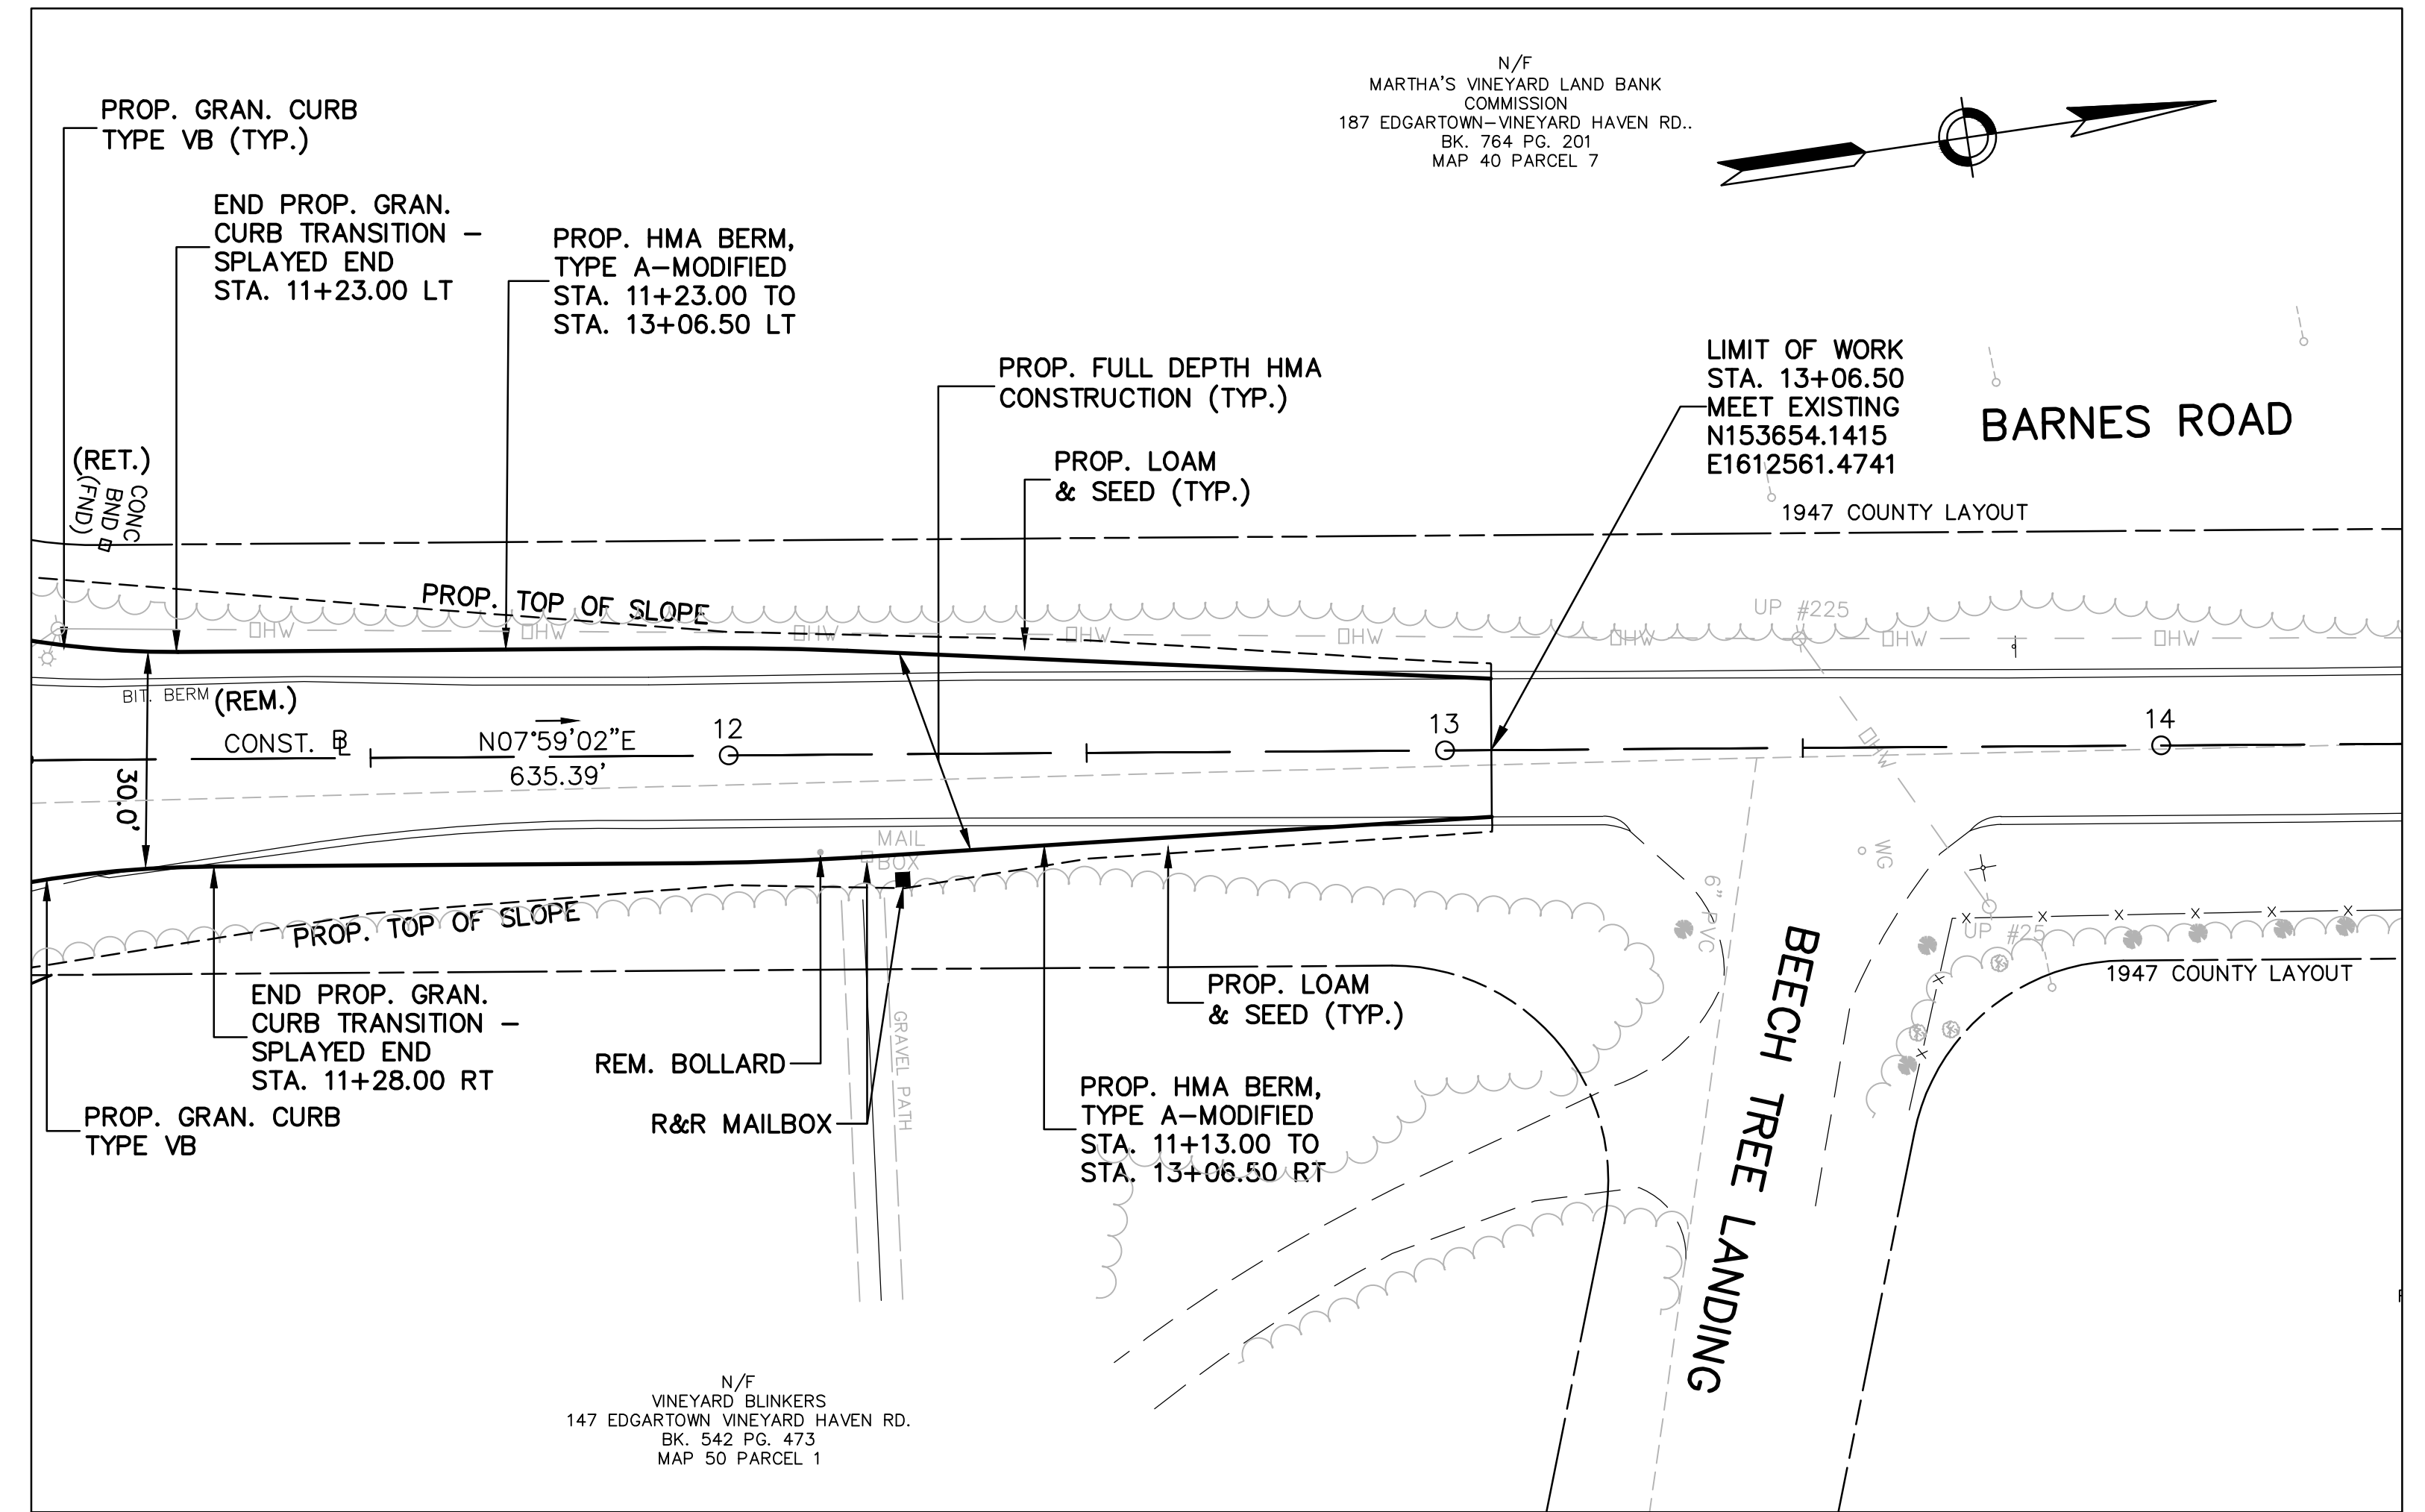 N/F
MARTHA'S VINEYARD LAND BANK
COMMISSION
187 EDGARTOWN-VINEYARD HAVEN RD..
BK. 764 PG. 201
MAP 40 PARCEL 7
PROP. GRAN. CURB
TYPE VB (TYP.)
END PROP. GRAN.
CURB TRANSITION -
SPLAYED END
STA. 11+23.00 LT
PROP. HMA BERM,
TYPE A-MODIFIED
STA. 11+23.00 TO
STA. 13+06.50 LT
PROP. FULL DEPTH HMA
CONSTRUCTION (TYP.)
LIMIT OF WORK
STA. 13+06.50
MEET EXISTING
N153654.1415
E1612561.4741
BARNES ROAD
PROP. LOAM
& SEED (TYP.)
(RET.)
CONC
BND
(FND)
1947 COUNTY LAYOUT
PROP. TOP OF SLOPE
UP #225
OHW
OHW
OHW
OHW
OHW
OHW
OHW
OHW
BIT. BERM
(REM.)
CONST. BL
N07°59'02"E
635.39'
12
13
14
30.0'
OHW
MAIL
BOX
WG
6" PVC
PROP. TOP OF SLOPE
UP #25
1947 COUNTY LAYOUT
END PROP. GRAN.
CURB TRANSITION -
SPLAYED END
STA. 11+28.00 RT
PROP. LOAM
& SEED (TYP.)
GRAVEL PATH
REM. BOLLARD
R&R MAILBOX
PROP. HMA BERM,
TYPE A-MODIFIED
STA. 11+13.00 TO
STA. 13+06.50 RT
PROP. GRAN. CURB
TYPE VB
BEECH TREE LANDING
N/F
VINEYARD BLINKERS
147 EDGARTOWN VINEYARD HAVEN RD.
BK. 542 PG. 473
MAP 50 PARCEL 1